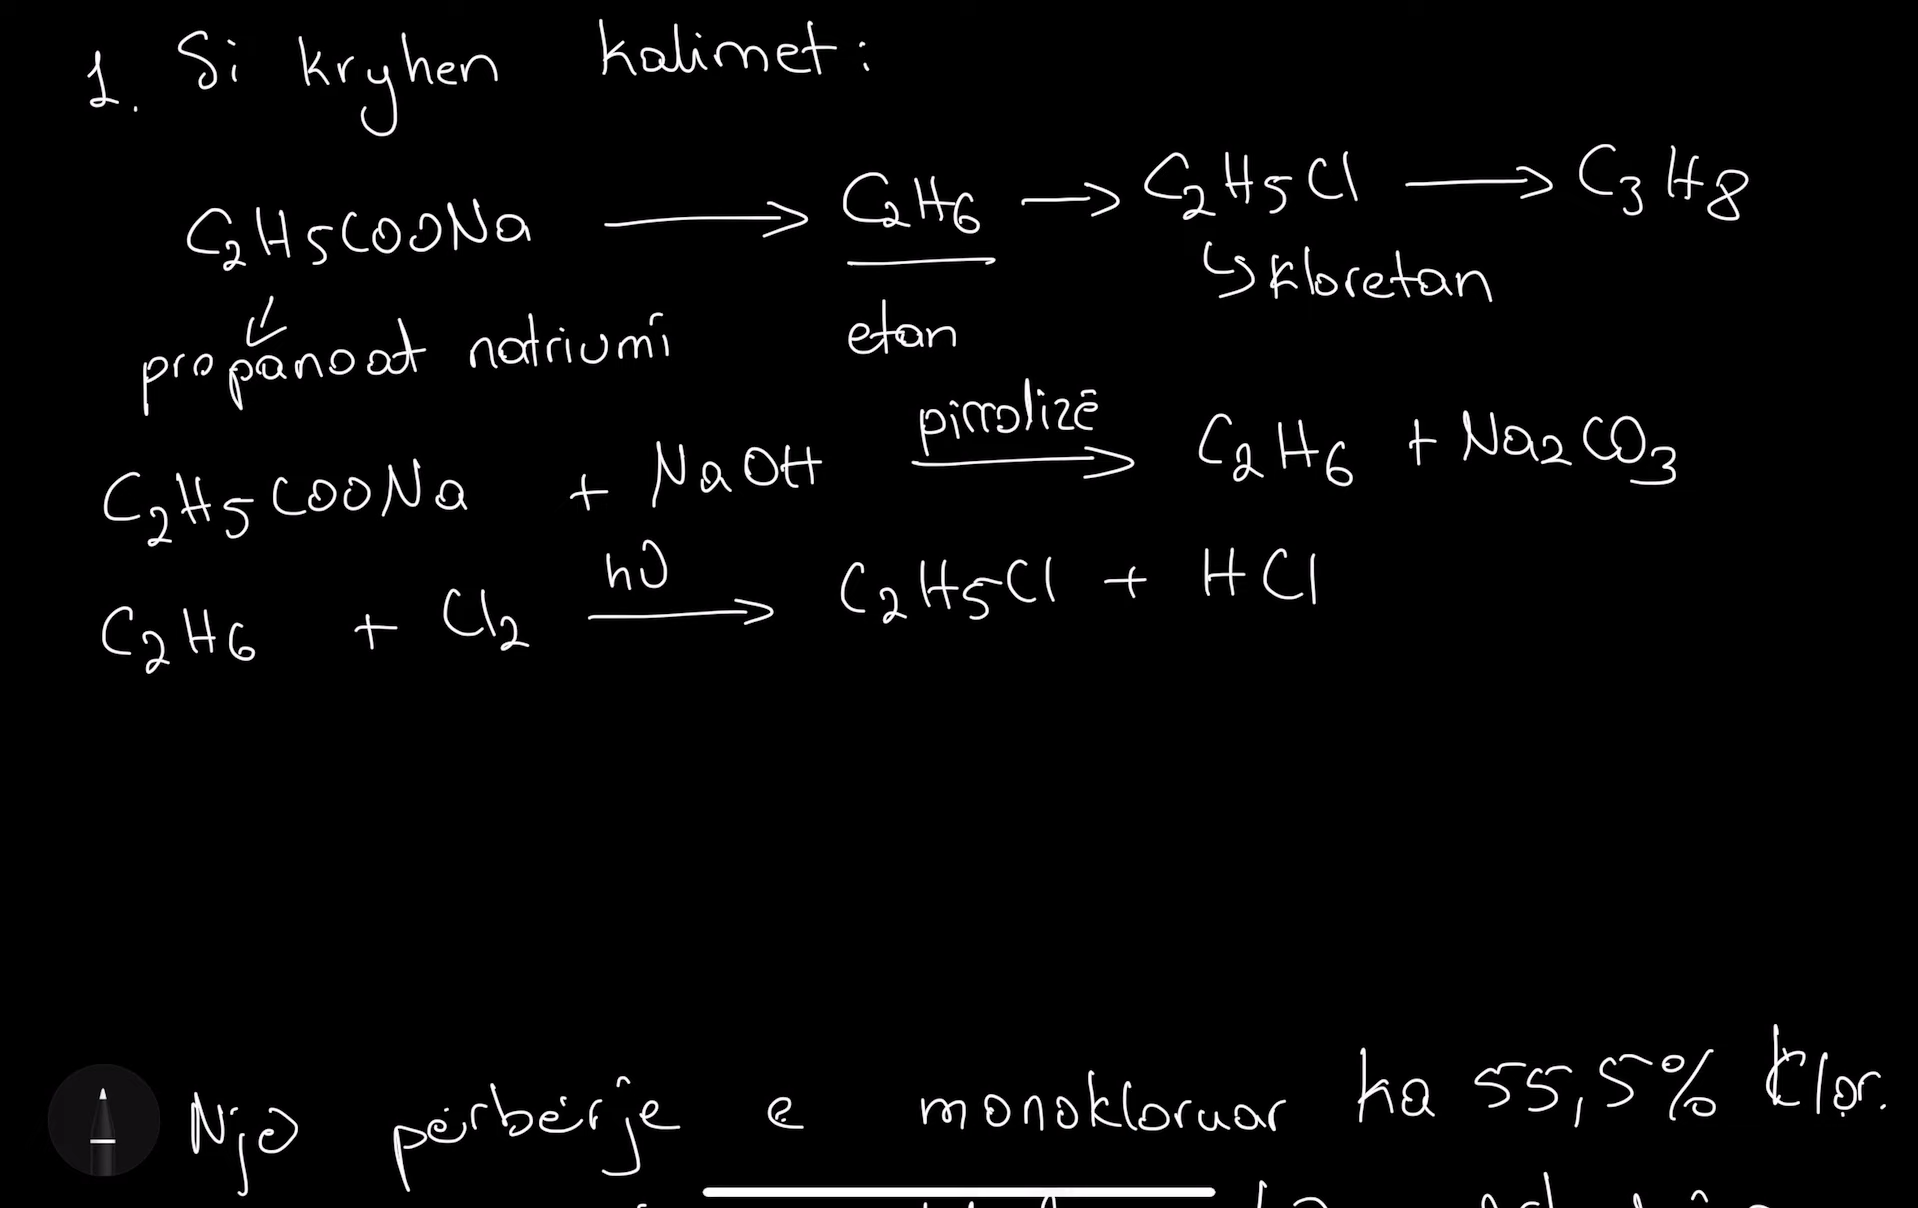 1. Si kryhen kalimet:
C₂H₅COONa ⟶ C₂H₆ → C₂H₅Cl ⟶ C₃H₈
↳ kloretan
propanoat natriumi etan
C₂H₅COONa + NaOH pirrolizë ⟶ C₂H₆ + Na₂CO₃
C₂H₆ + Cl₂ hν ⟶ C₂H₅Cl + HCl
Një përbërje e monokloruar ka 55,5% klor.